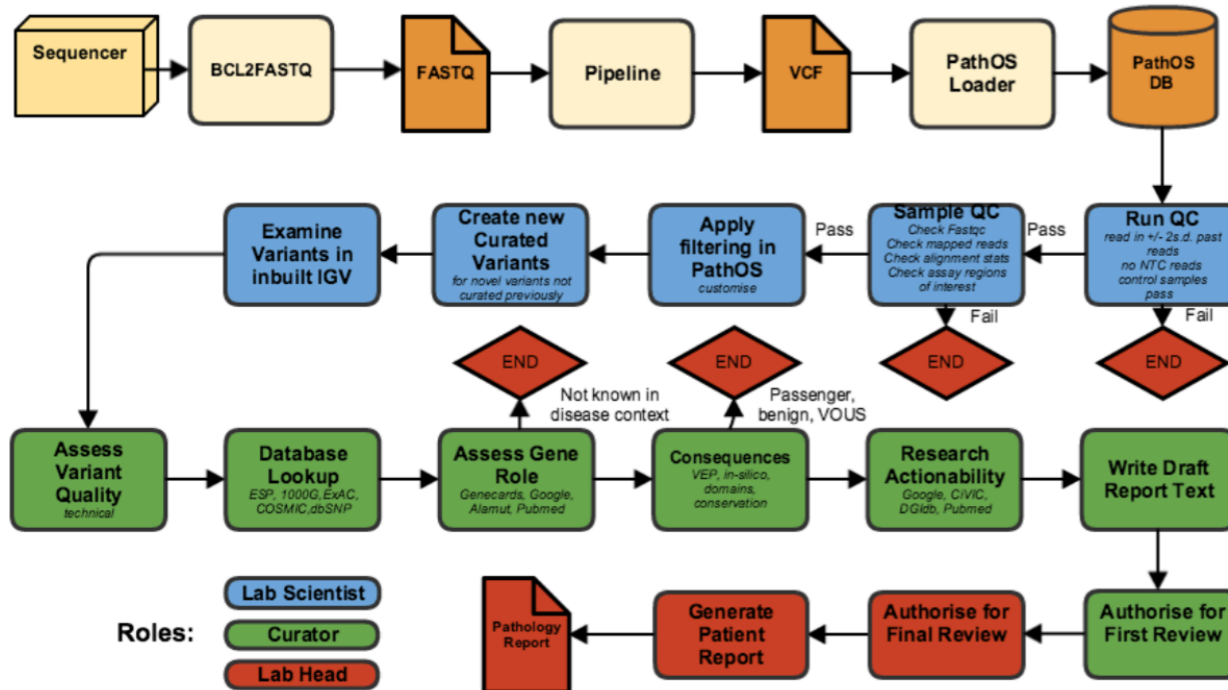 Sequencer
BCL2FASTQ
FASTQ
Pipeline
VCF
PathOS
Loader
PathOS
DB
Examine
Variants in
inbuilt IGV
Create new
Curated
Variants
for novel variants not
curated previously
Apply
filtering in
PathOS
customise
Pass
Sample QC
Check Fastqc
Check mapped reads
Check alignment stats
Check assay regions
of interest
Pass
Run QC
read in +/- 2s.d. past
reads
no NTC reads
control samples
pass
Fail
Fail
END
END
END
END
Not known in
disease context
Passenger,
benign, VOUS
Assess
Variant
Quality
technical
Database
Lookup
ESP, 1000G,ExAC,
COSMIC,dbSNP
Assess Gene
Role
Genecards, Google,
Alamut, Pubmed
Consequences
VEP, in-silico,
domains,
conservation
Research
Actionability
Google, CiVIC,
DGIdb, Pubmed
Write Draft
Report Text
Roles:
Lab Scientist
Curator
Lab Head
Pathology
Report
Generate
Patient
Report
Authorise for
Final Review
Authorise for
First Review